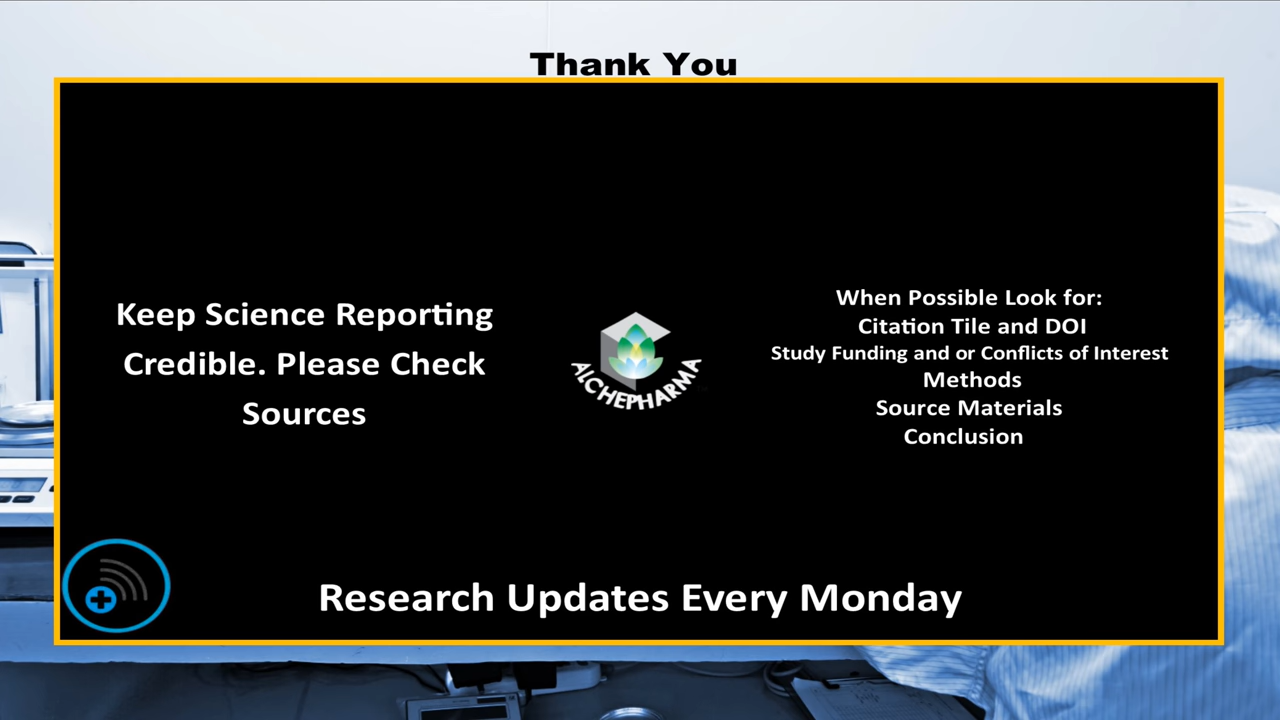 Thank You
Keep Science Reporting
Credible. Please Check
Sources
ALCHEPHARMA
When Possible Look for:
Citation Tile and DOI
Study Funding and or Conflicts of Interest
Methods
Source Materials
Conclusion
Research Updates Every Monday